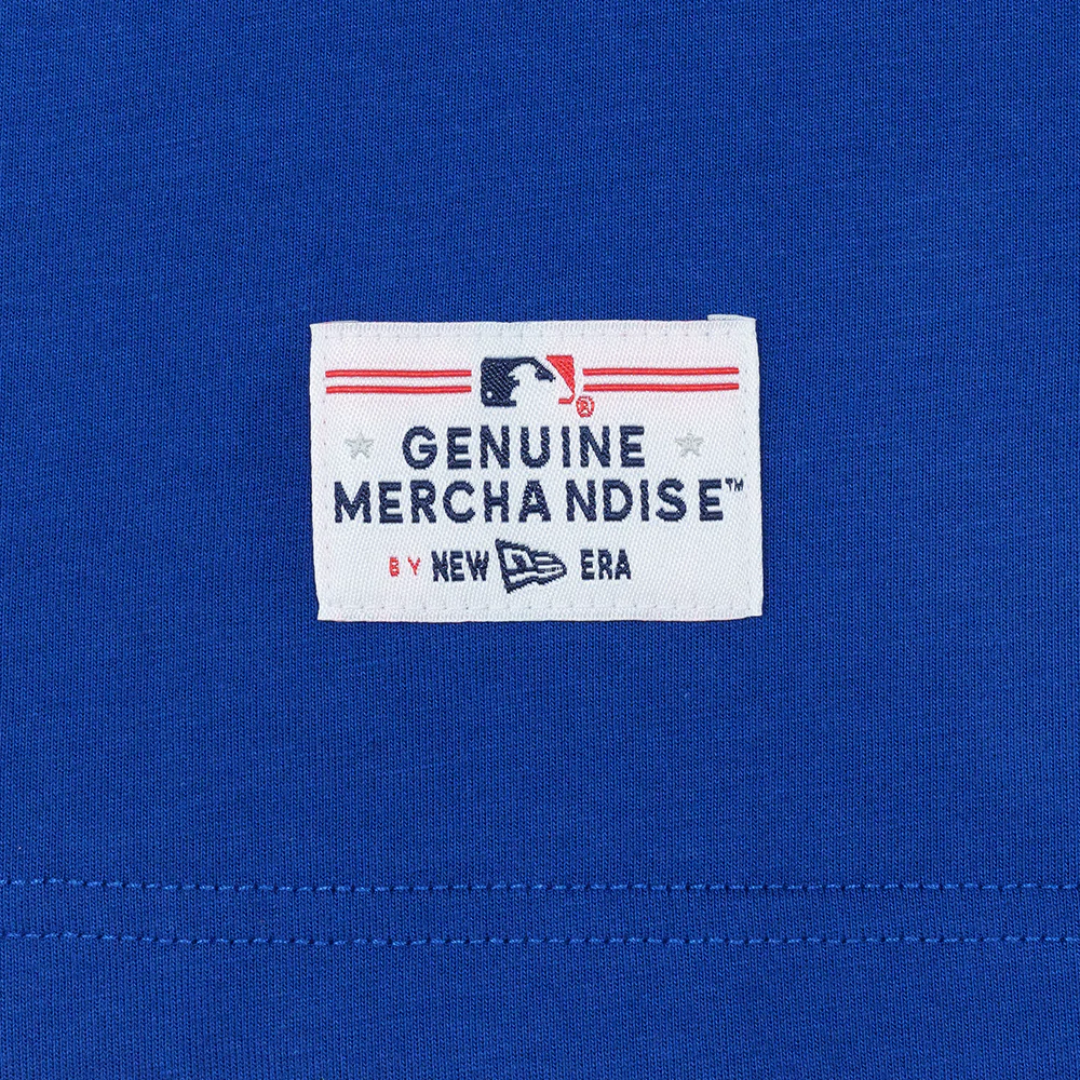 ®
GENUINE
MERCHANDISE™
BY NEW ERA